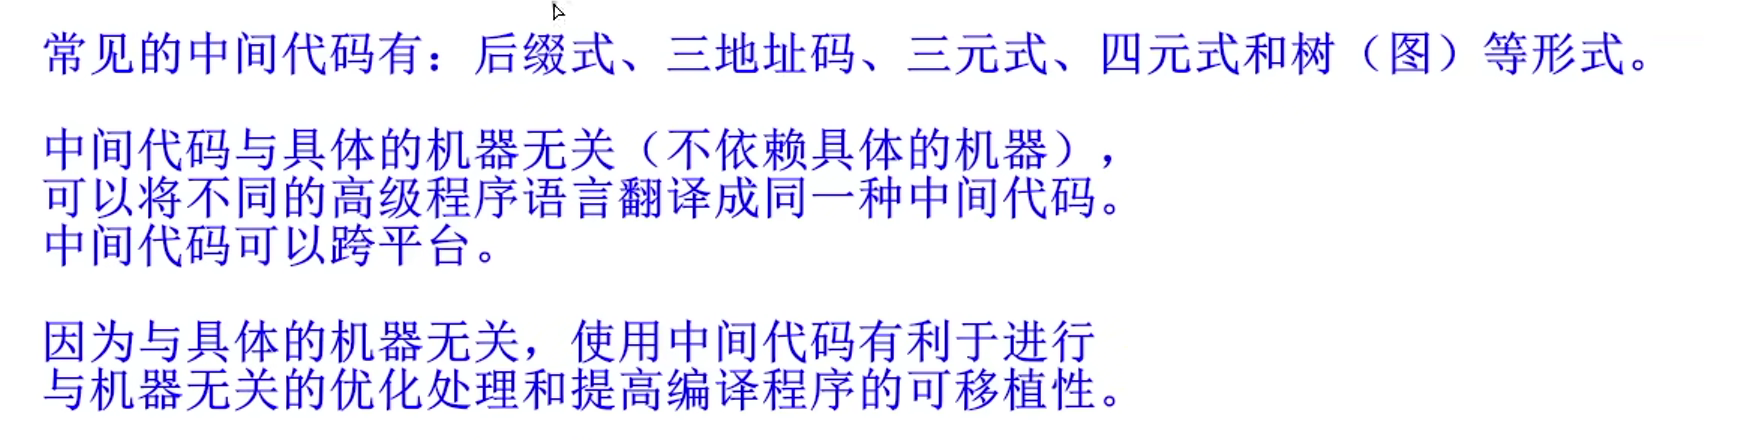 常见的中间代码有：后缀式、三地址码、三元式、四元式和树（图）等形式。
中间代码与具体的机器无关（不依赖具体的机器），
可以将不同的高级程序语言翻译成同一种中间代码。
中间代码可以跨平台。
因为与具体的机器无关，使用中间代码有利于进行
与机器无关的优化处理和提高编译程序的可移植性。